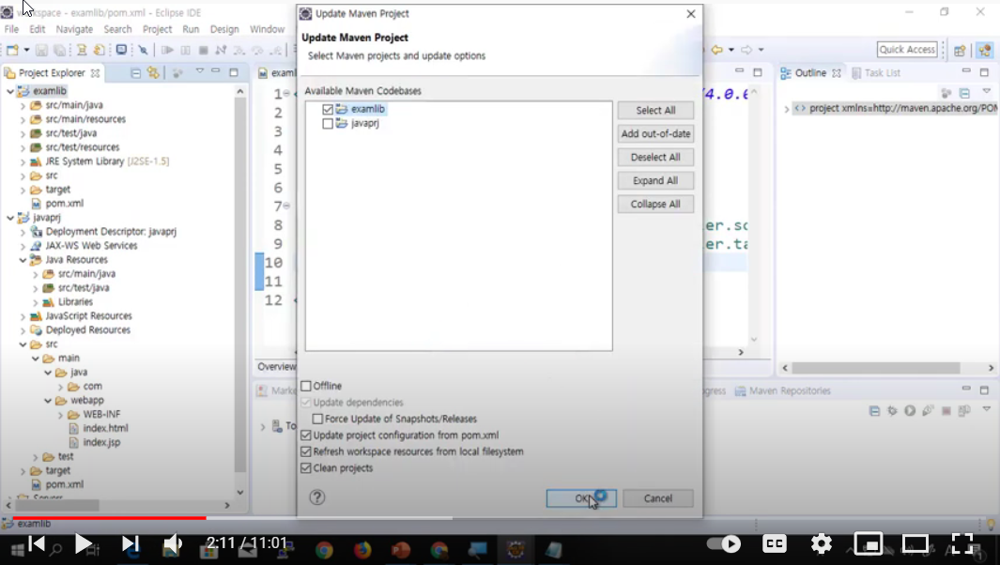 workspace - examlib/pom.xml - Eclipse IDE
File Edit Navigate Search Project Run Design Window
Quick Access
Project Explorer
examlib
src/main/java
src/main/resources
src/test/java
src/test/resources
JRE System Library [J2SE-1.5]
src
target
pom.xml
javaprj
Deployment Descriptor: javaprj
JAX-WS Web Services
Java Resources
src/main/java
src/test/java
Libraries
JavaScript Resources
Deployed Resources
src
main
java
com
webapp
WEB-INF
index.html
index.jsp
test
target
pom.xml
examlib
1
2
3
4
5
6
7
8
9
10
11
12
Overview
Update Maven Project
Update Maven Project
Select Maven projects and update options
Available Maven Codebases
examlib
javaprj
Select All
Add out-of-date
Deselect All
Expand All
Collapse All
Offline
Update dependencies
Force Update of Snapshots/Releases
Update project configuration from pom.xml
Refresh workspace resources from local filesystem
Clean projects
OK
Cancel
/4.0.0
er.so
er.ta
Outline
Task List
project xmlns=http://maven.apache.org/POM
gress
Maven Repositories
2:11 / 11:01
CC